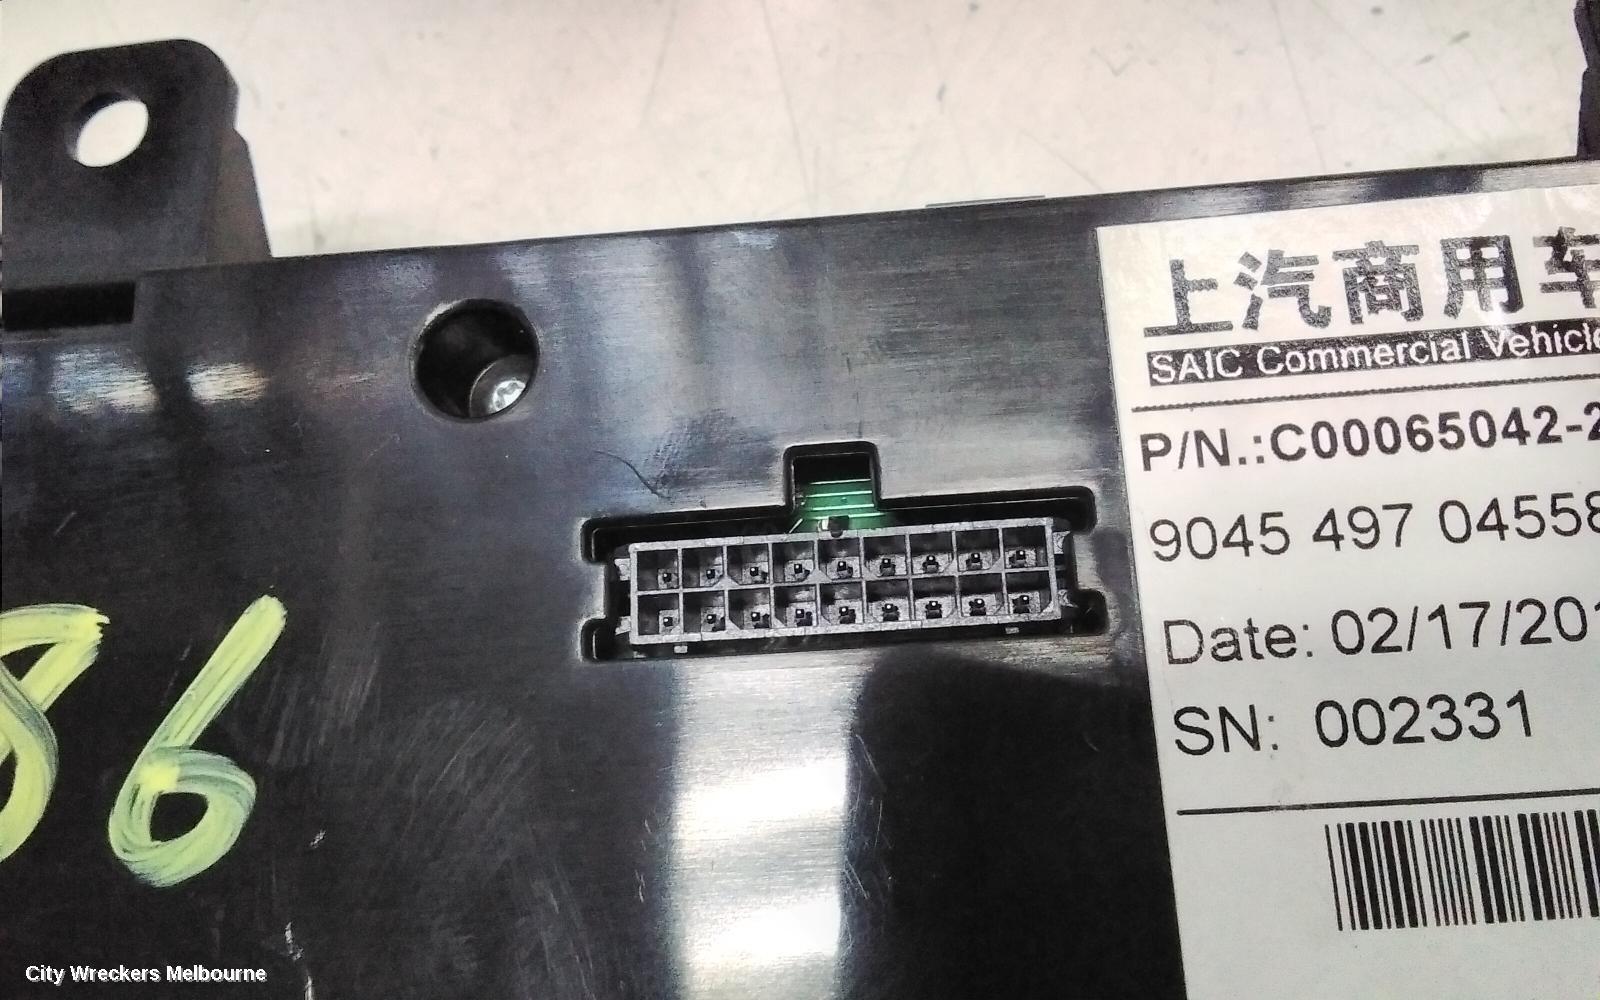 上汽商用车
SAIC Commercial Vehicle
P/N.:C00065042-2
9045 497 04558
Date: 02/17/201
SN: 002331
86
City Wreckers Melbourne